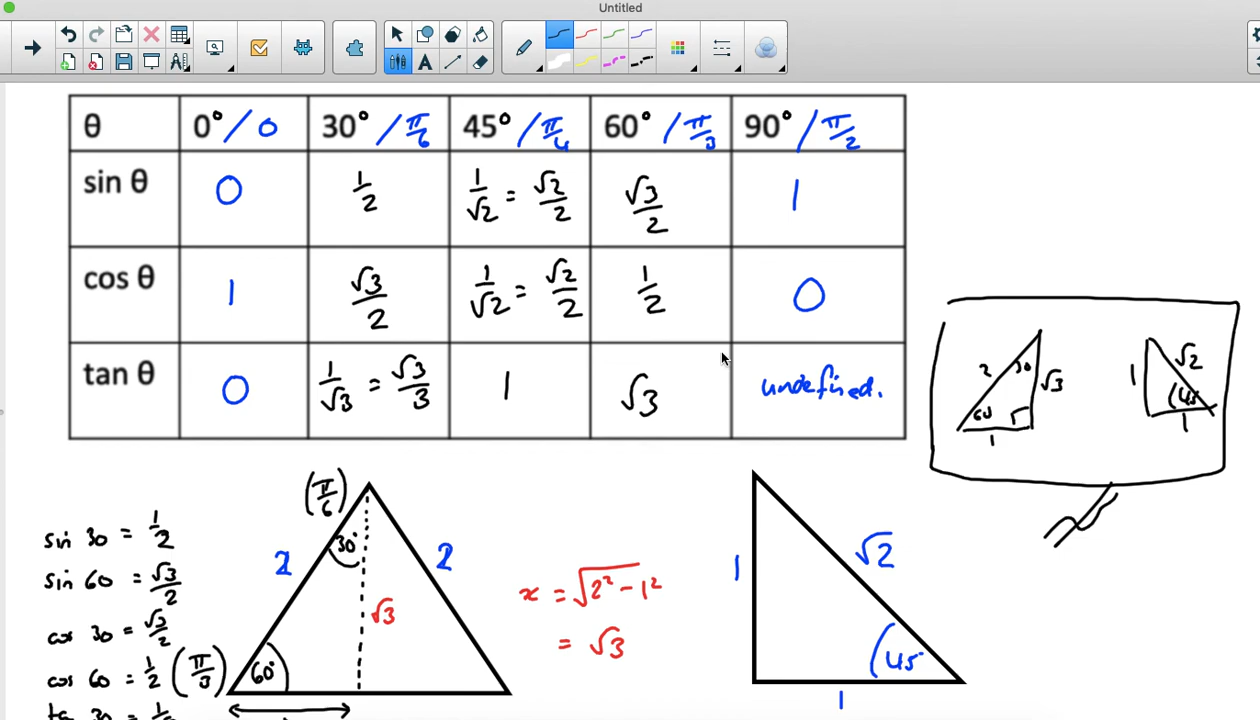 Untitled
θ 0°/0 30°/π/6 45°/π/4 60°/π/3 90°/π/2
sin θ 0 1/2 1/√2 = √2/2 √3/2 1
cos θ 1 √3/2 1/√2 = √2/2 1/2 0
tan θ 0 1/√3 = √3/3 1 √3 undefined.
2 30 √3 60 1
1 √2 (45 1
sin 30 = 1/2
sin 60 = √3/2
cos 30 = √3/2
cos 60 = 1/2
(π/6)
30°
2 2
√3
(π/3) 60°
x = √2² - 1²
= √3
1 √2
(45°
1